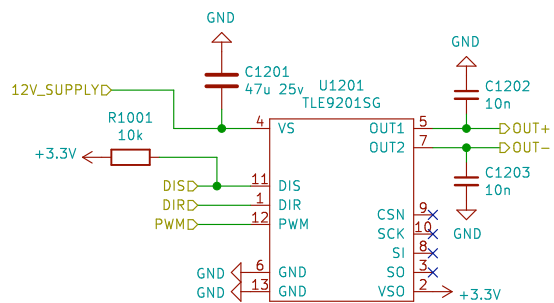 GND
GND
C1201
47u 25v
U1201
TLE9201SG
C1202
10n
12V_SUPPLY
R1001
10k
+3.3V
4 VS
OUT1 5
OUT+
OUT2 7
OUT-
DIS 11 DIS
DIR 1 DIR
PWM 12 PWM
C1203
10n
CSN 9
SCK 10
GND
SI 8
GND 6 GND
SO 3
GND 13 GND
VSO 2
+3.3V